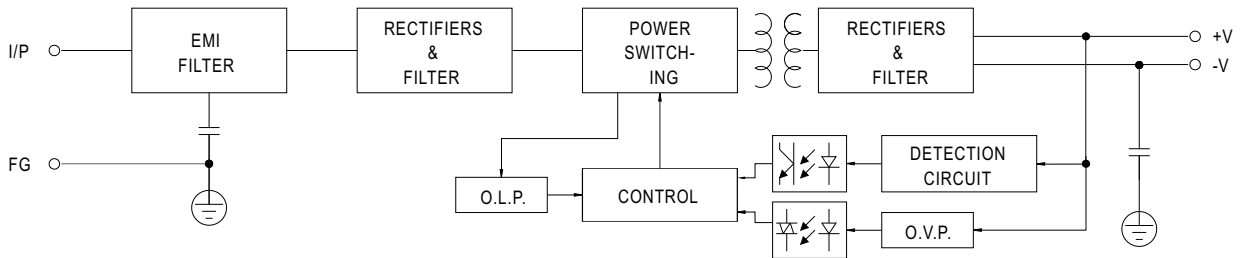 I/P
EMI
FILTER
RECTIFIERS
&
FILTER
POWER
SWITCH-
ING
RECTIFIERS
&
FILTER
+V
-V
FG
O.L.P.
CONTROL
DETECTION
CIRCUIT
O.V.P.